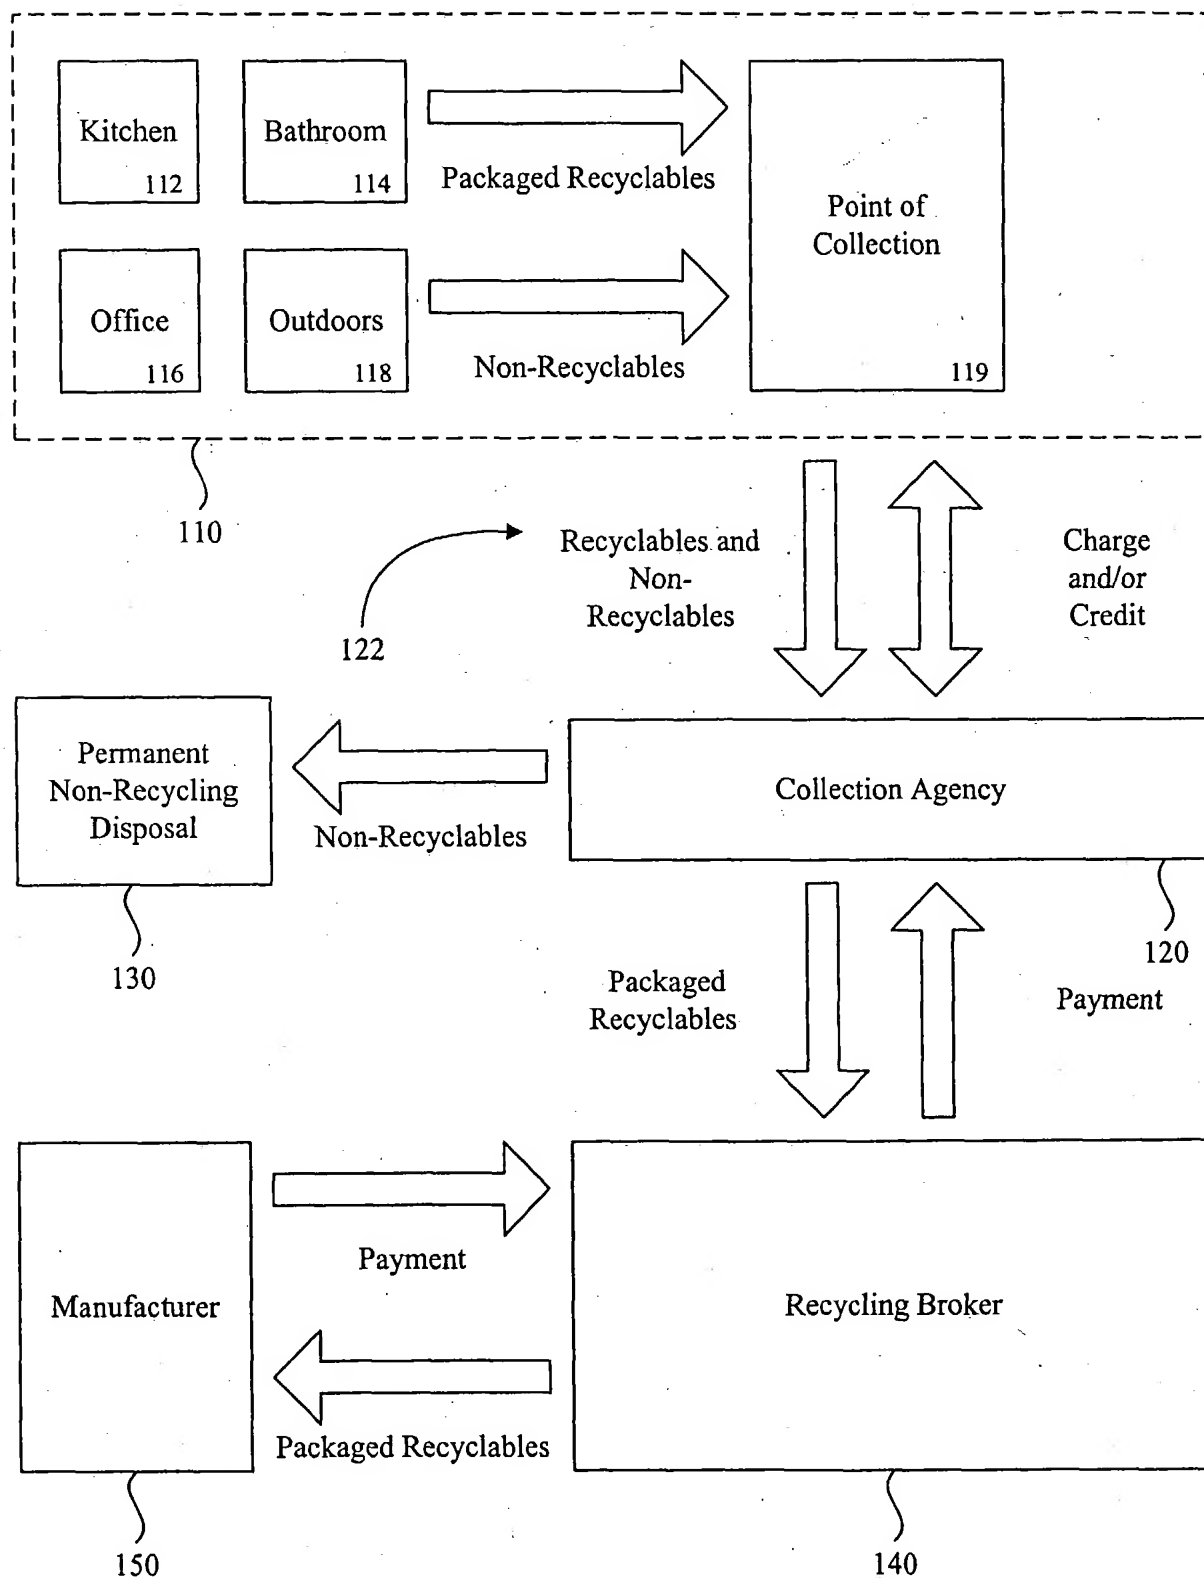 Kitchen
112
Bathroom
114
Packaged Recyclables
Point of
Collection
119
Office
116
Outdoors
118
Non-Recyclables
110
122
Recyclables and
Non-
Recyclables
Charge
and/or
Credit
Permanent
Non-Recycling
Disposal
130
Non-Recyclables
Collection Agency
120
Packaged
Recyclables
Payment
Manufacturer
150
Payment
Packaged Recyclables
Recycling Broker
140